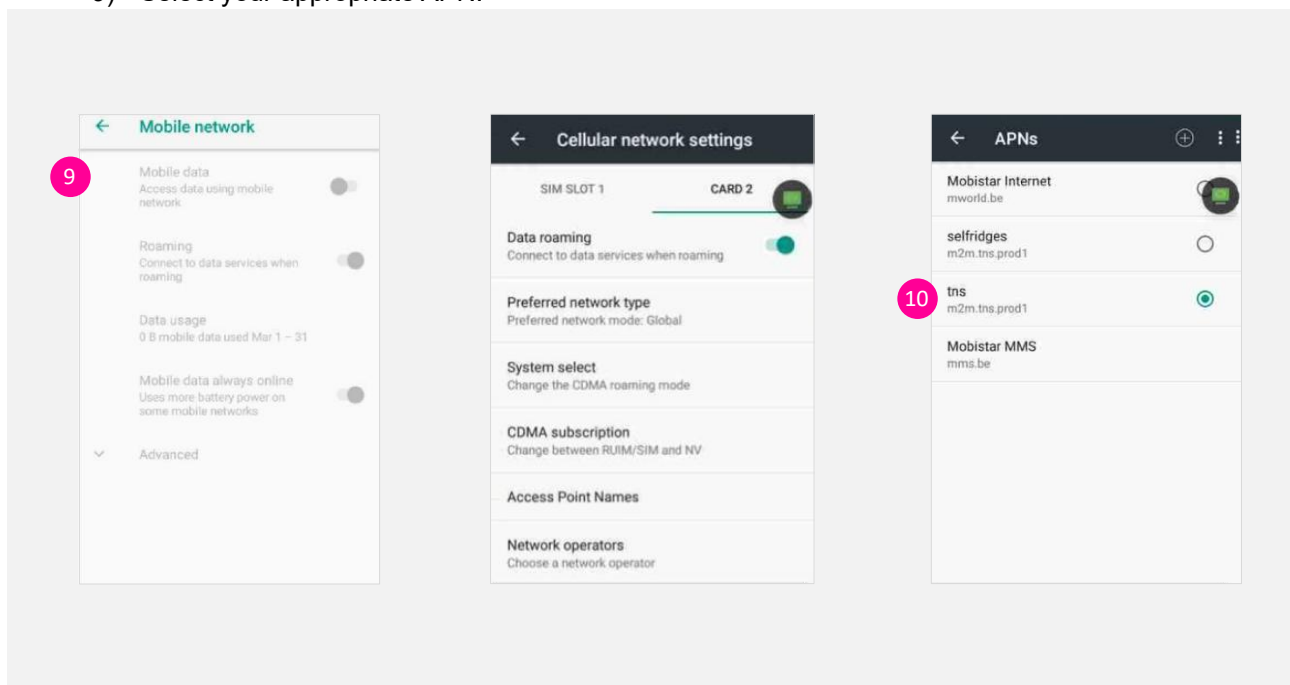 Mobile network
9
Mobile data
Access data using mobile
network
Roaming
Connect to data services when
roaming
Data usage
0 B mobile data used Mar 1 – 31
Mobile data always online
Uses more battery power on
some mobile networks
Advanced
Cellular network settings
SIM SLOT 1 CARD 2
Data roaming
Connect to data services when roaming
Preferred network type
Preferred network mode: Global
System select
Change the CDMA roaming mode
CDMA subscription
Change between RUIM/SIM and NV
Access Point Names
Network operators
Choose a network operator
APNs
Mobistar Internet
mworld.be
selfridges
m2m.tns.prod1
10
tns
m2m.tns.prod1
Mobistar MMS
mms.be